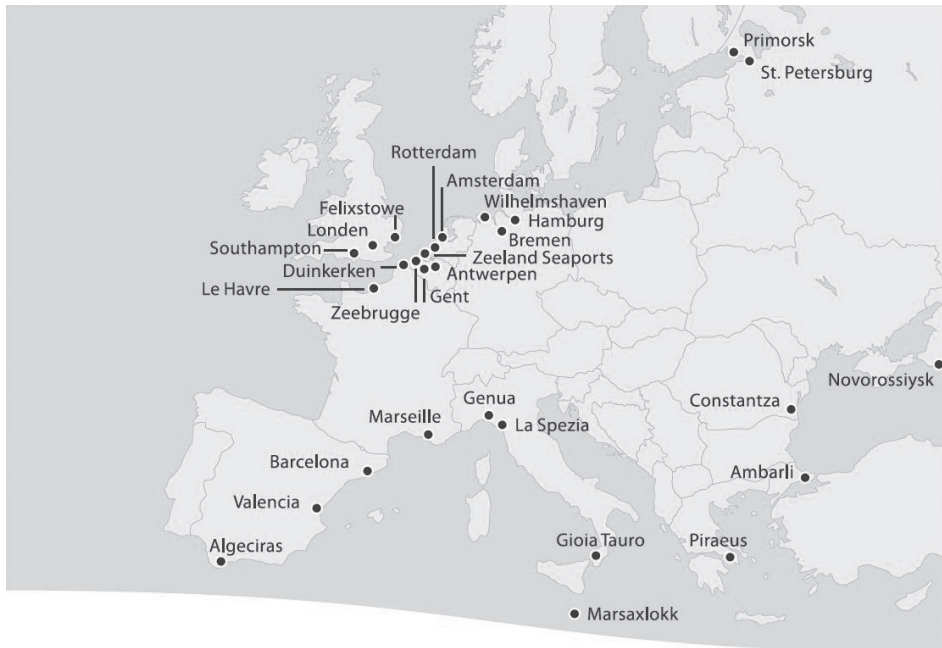 Primorsk
St. Petersburg
Rotterdam
Amsterdam
Wilhelmshaven
Felixstowe
Hamburg
Londen
Bremen
Southampton
Zeeland Seaports
Duinkerken
Antwerpen
Le Havre
Gent
Zeebrugge
Novorossiysk
Constantza
Genua
Marseille
La Spezia
Barcelona
Ambarli
Valencia
Algeciras
Gioia Tauro
Piraeus
Marsaxlokk